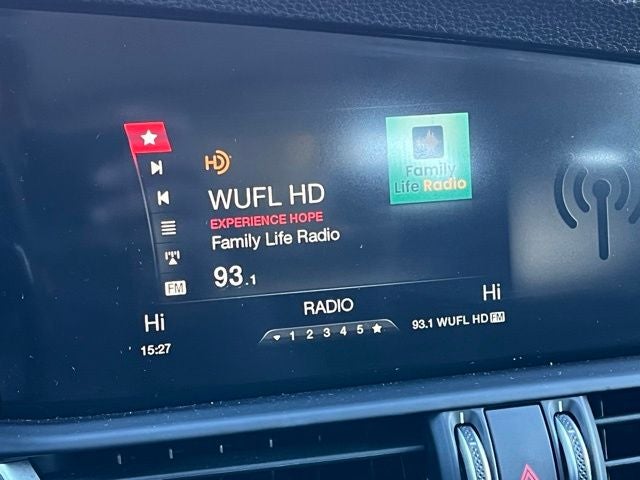 HD
WUFL HD
EXPERIENCE HOPE
Family Life Radio
93.1
FM
Family
Life Radio
Hi
15:27
RADIO
1 2 3 4 5
Hi
93.1 WUFL HD FM